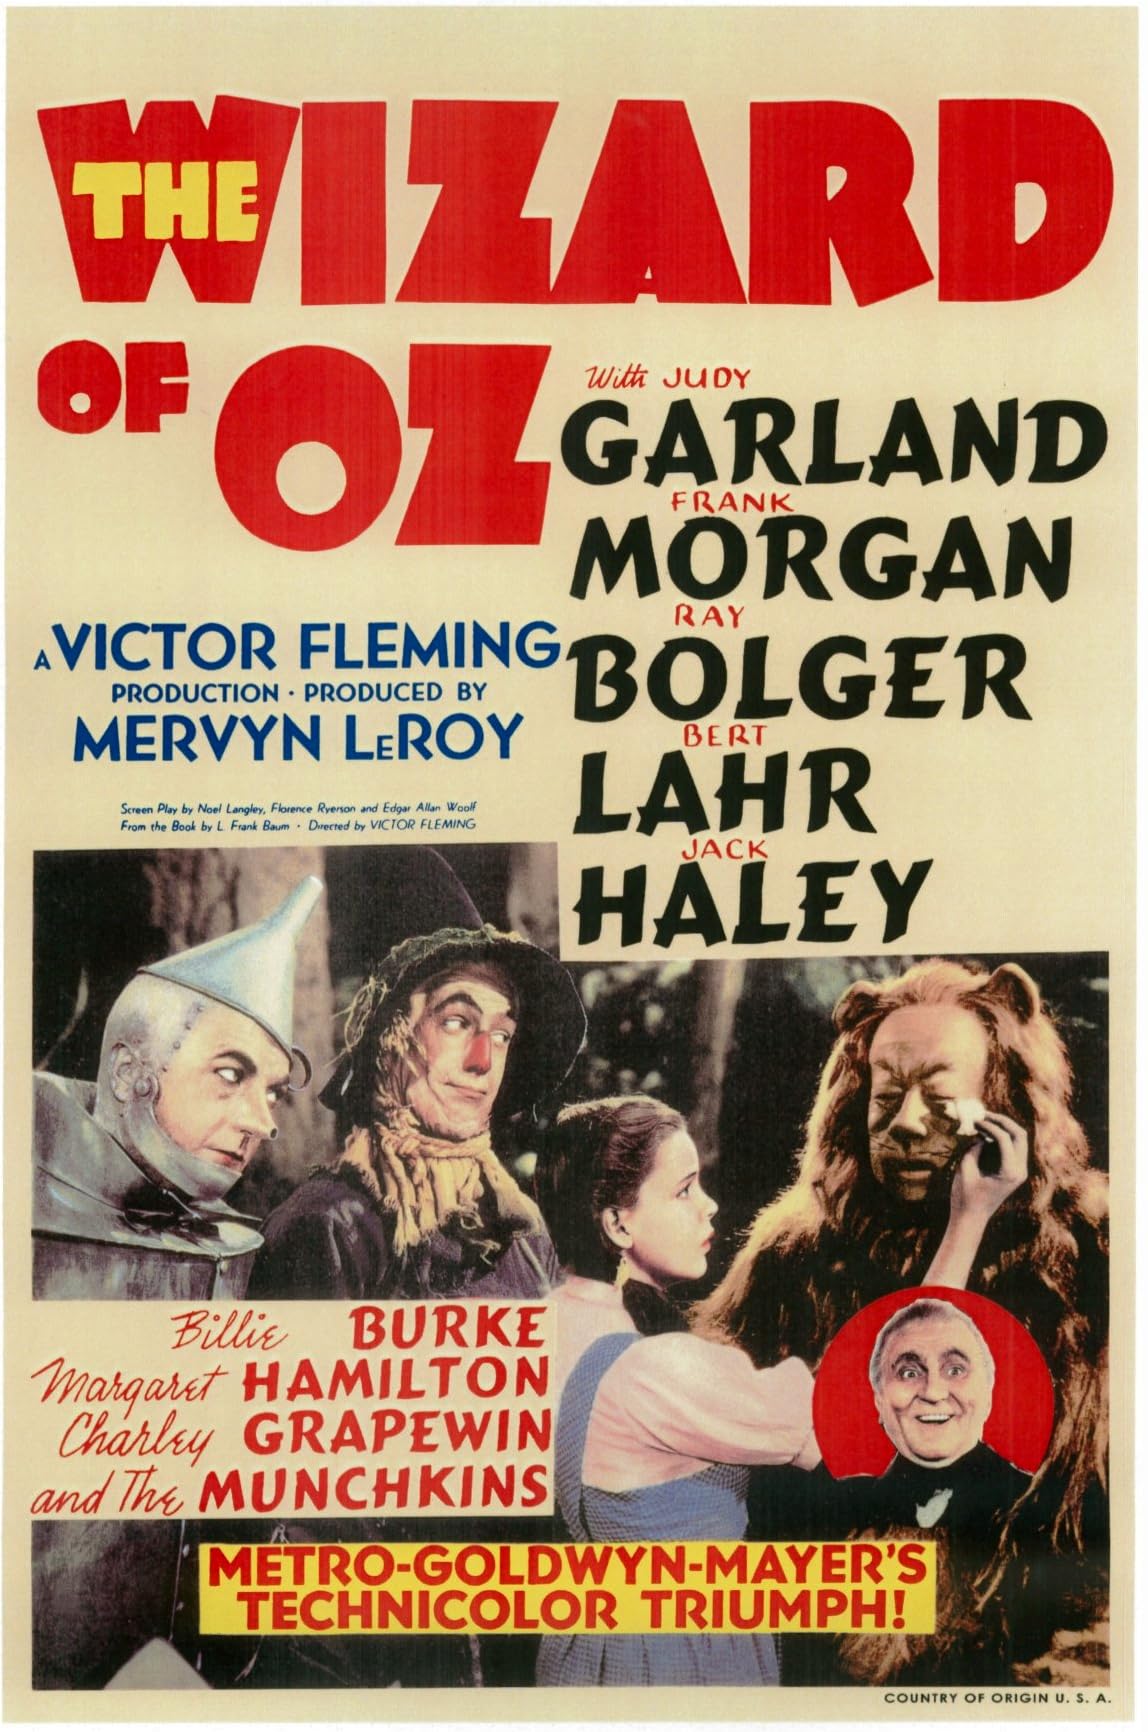 THE WIZARD
OF OZ
With JUDY
GARLAND
FRANK
MORGAN
RAY
BOLGER
BERT
LAHR
JACK
HALEY
A VICTOR FLEMING
PRODUCTION · PRODUCED BY
MERVYN LEROY
Screen Play by Noel Langley, Florence Ryerson and Edgar Allan Woolf
From the Book by L. Frank Baum · Directed by VICTOR FLEMING
Billie BURKE
Margaret HAMILTON
Charley GRAPEWIN
and The MUNCHKINS
METRO-GOLDWYN-MAYER'S
TECHNICOLOR TRIUMPH!
COUNTRY OF ORIGIN U. S. A.